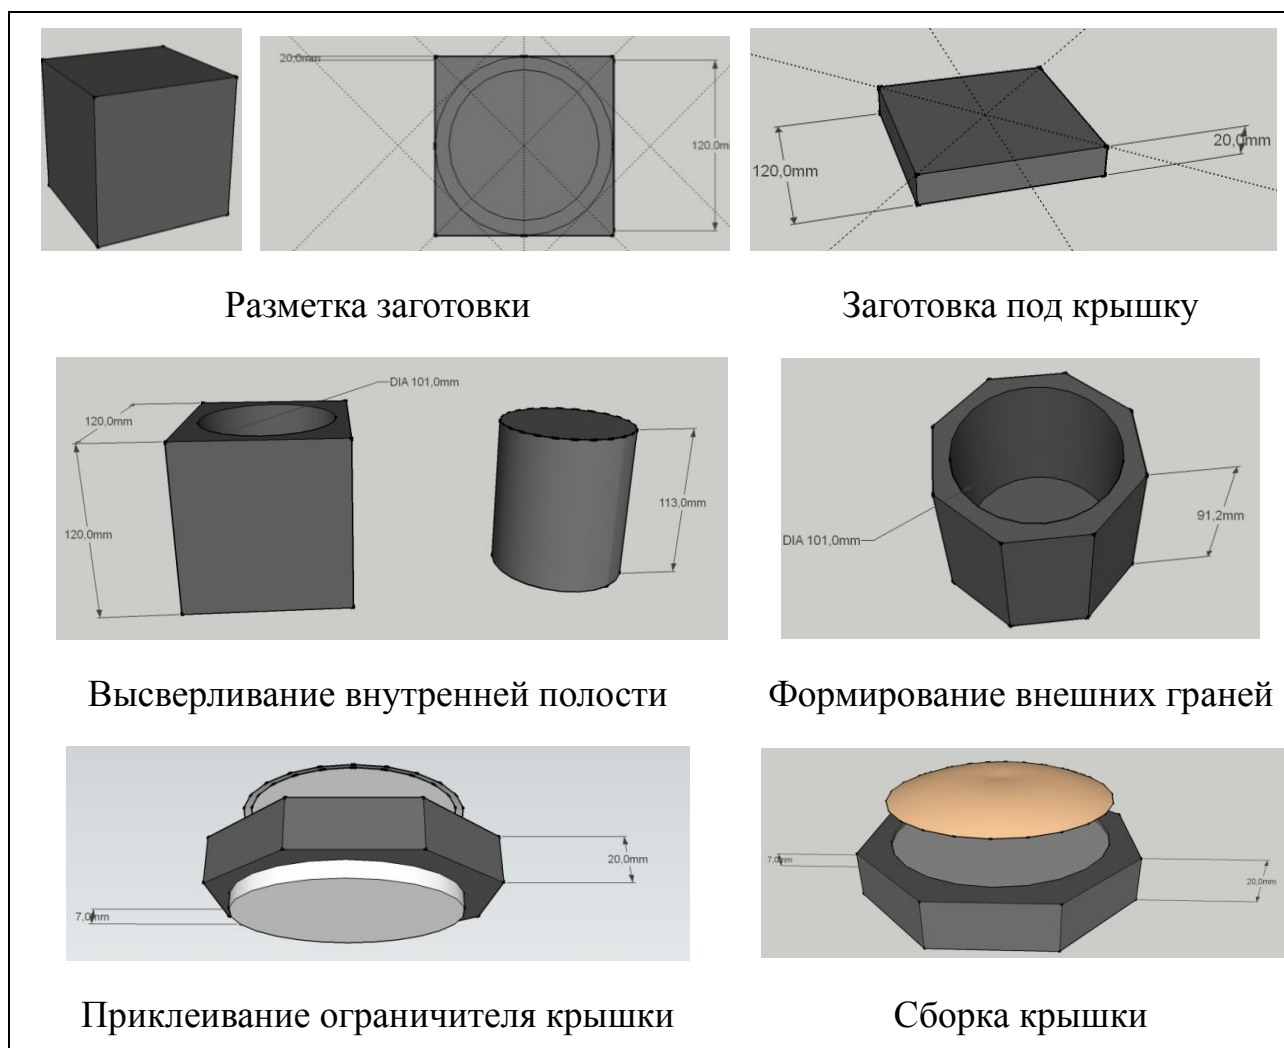 20,0mm
120,0mm
120,0mm
20,0mm
Разметка заготовки
Заготовка под крышку
DIA 101,0mm
120,0mm
120,0mm
113,0mm
DIA 101,0mm
91,2mm
Высверливание внутренней полости
Формирование внешних граней
20,0mm
7,0mm
7,0mm
20,0mm
Приклеивание ограничителя крышки
Сборка крышки